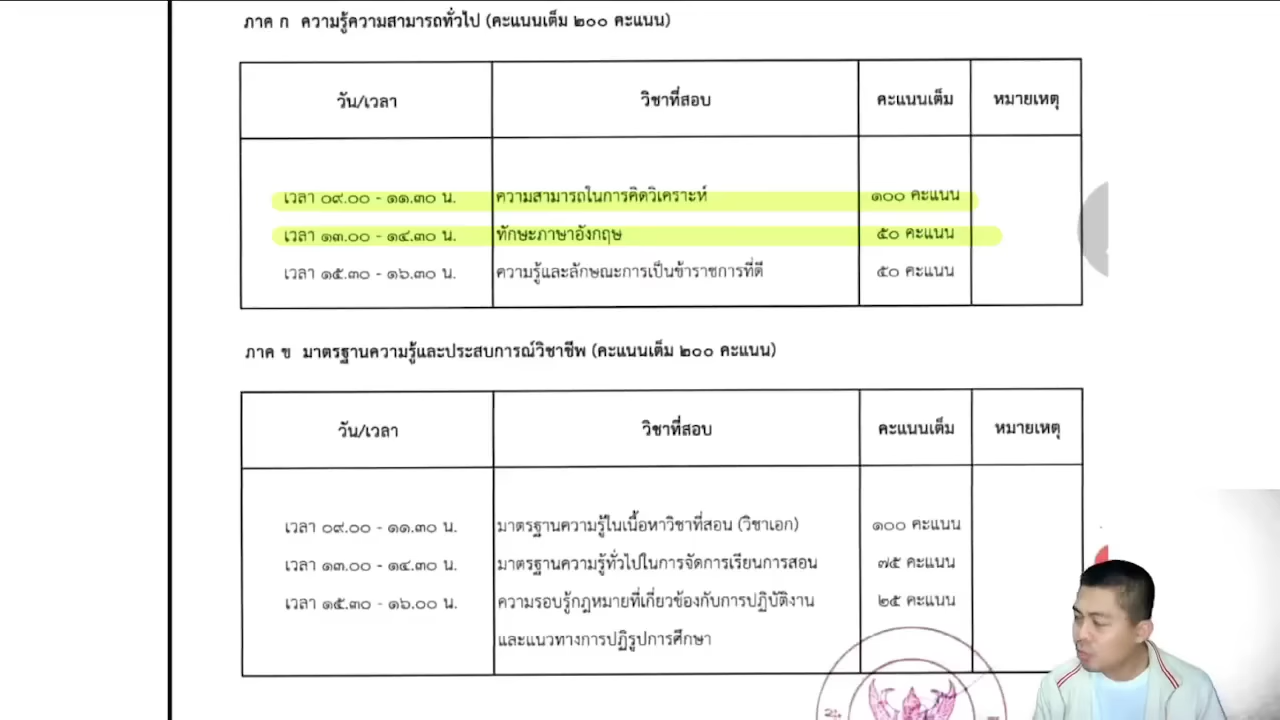 ภาค ก ความรู้ความสามารถทั่วไป (คะแนนเต็ม ๒๐๐ คะแนน)
วัน/เวลา วิชาที่สอบ คะแนนเต็ม หมายเหตุ
เวลา ๐๙.๐๐ - ๑๑.๓๐ น. ความสามารถในการคิดวิเคราะห์ ๑๐๐ คะแนน
เวลา ๑๓.๐๐ - ๑๔.๓๐ น. ทักษะภาษาอังกฤษ ๕๐ คะแนน
เวลา ๑๕.๓๐ - ๑๖.๓๐ น. ความรู้และลักษณะการเป็นข้าราชการที่ดี ๕๐ คะแนน
ภาค ข มาตรฐานความรู้และประสบการณ์วิชาชีพ (คะแนนเต็ม ๒๐๐ คะแนน)
วัน/เวลา วิชาที่สอบ คะแนนเต็ม หมายเหตุ
เวลา ๐๙.๐๐ - ๑๑.๓๐ น. มาตรฐานความรู้ในเนื้อหาวิชาที่สอน (วิชาเอก) ๑๐๐ คะแนน
เวลา ๑๓.๐๐ - ๑๔.๓๐ น. มาตรฐานความรู้ทั่วไปในการจัดการเรียนการสอน ๗๕ คะแนน
เวลา ๑๕.๓๐ - ๑๖.๐๐ น. ความรอบรู้กฎหมายที่เกี่ยวข้องกับการปฏิบัติงาน ๒๕ คะแนน
และแนวทางการปฏิรูปการศึกษา